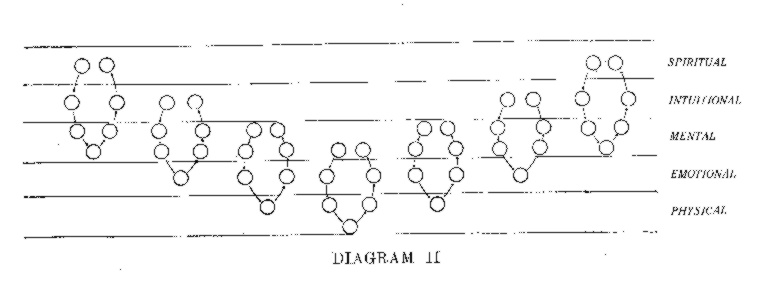 SPIRITUAL
INTUITIONAL
MENTAL
EMOTIONAL
PHYSICAL
DIAGRAM II